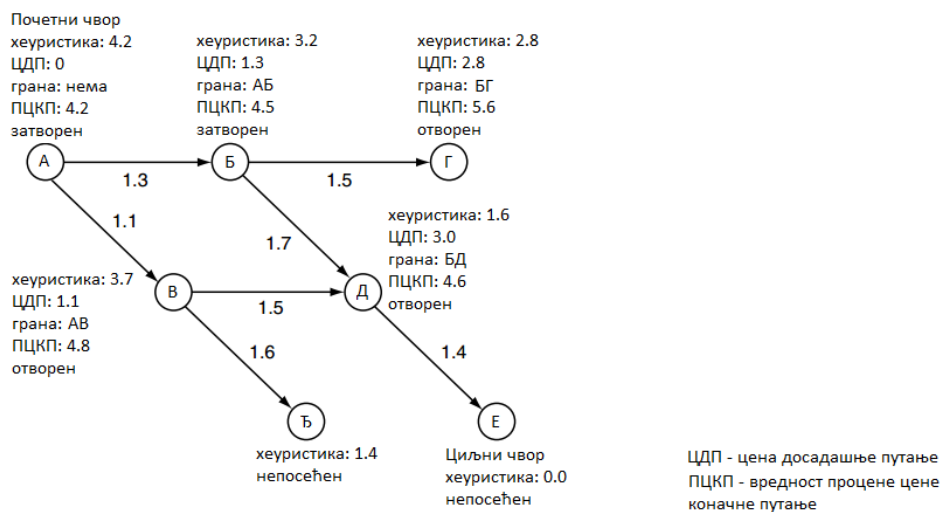 Почетни чвор
хеуристика: 4.2
ЦДП: 0
грана: нема
ПЦКП: 4.2
затворен
хеуристика: 3.2
ЦДП: 1.3
грана: АБ
ПЦКП: 4.5
затворен
хеуристика: 2.8
ЦДП: 2.8
грана: БГ
ПЦКП: 5.6
отворен
А
Б
Г
1.3
1.5
1.1
1.7
хеуристика: 1.6
ЦДП: 3.0
грана: БД
ПЦКП: 4.6
отворен
хеуристика: 3.7
ЦДП: 1.1
грана: АВ
ПЦКП: 4.8
отворен
В
Д
1.5
1.6
1.4
Ђ
Е
хеуристика: 1.4
непосећен
Циљни чвор
хеуристика: 0.0
непосећен
ЦДП - цена досадашње путање
ПЦКП - вредност процене цене
коначне путање